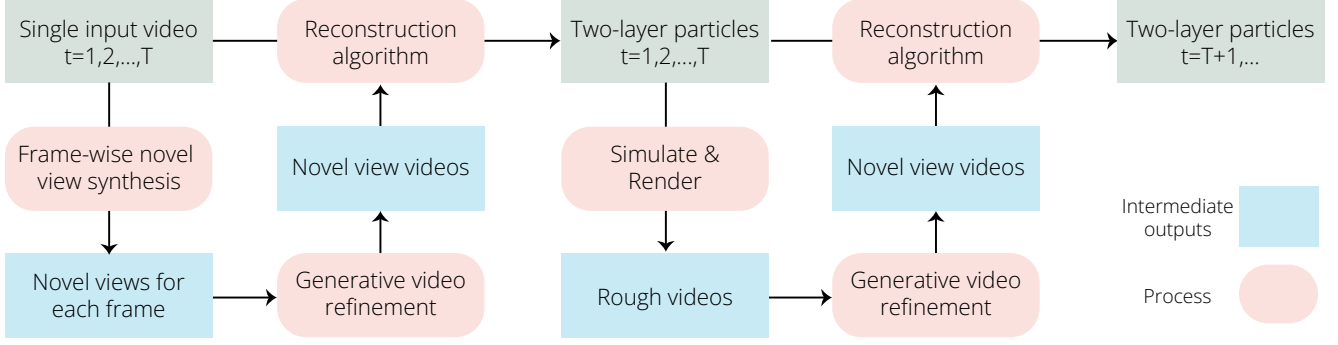 Single input video
t=1,2,...,T
Reconstruction
algorithm
Two-layer particles
t=1,2,...,T
Reconstruction
algorithm
Two-layer particles
t=T+1,...
Frame-wise novel
view synthesis
Novel view videos
Simulate &
Render
Novel view videos
Intermediate
outputs
Novel views for
each frame
Generative video
refinement
Rough videos
Generative video
refinement
Process